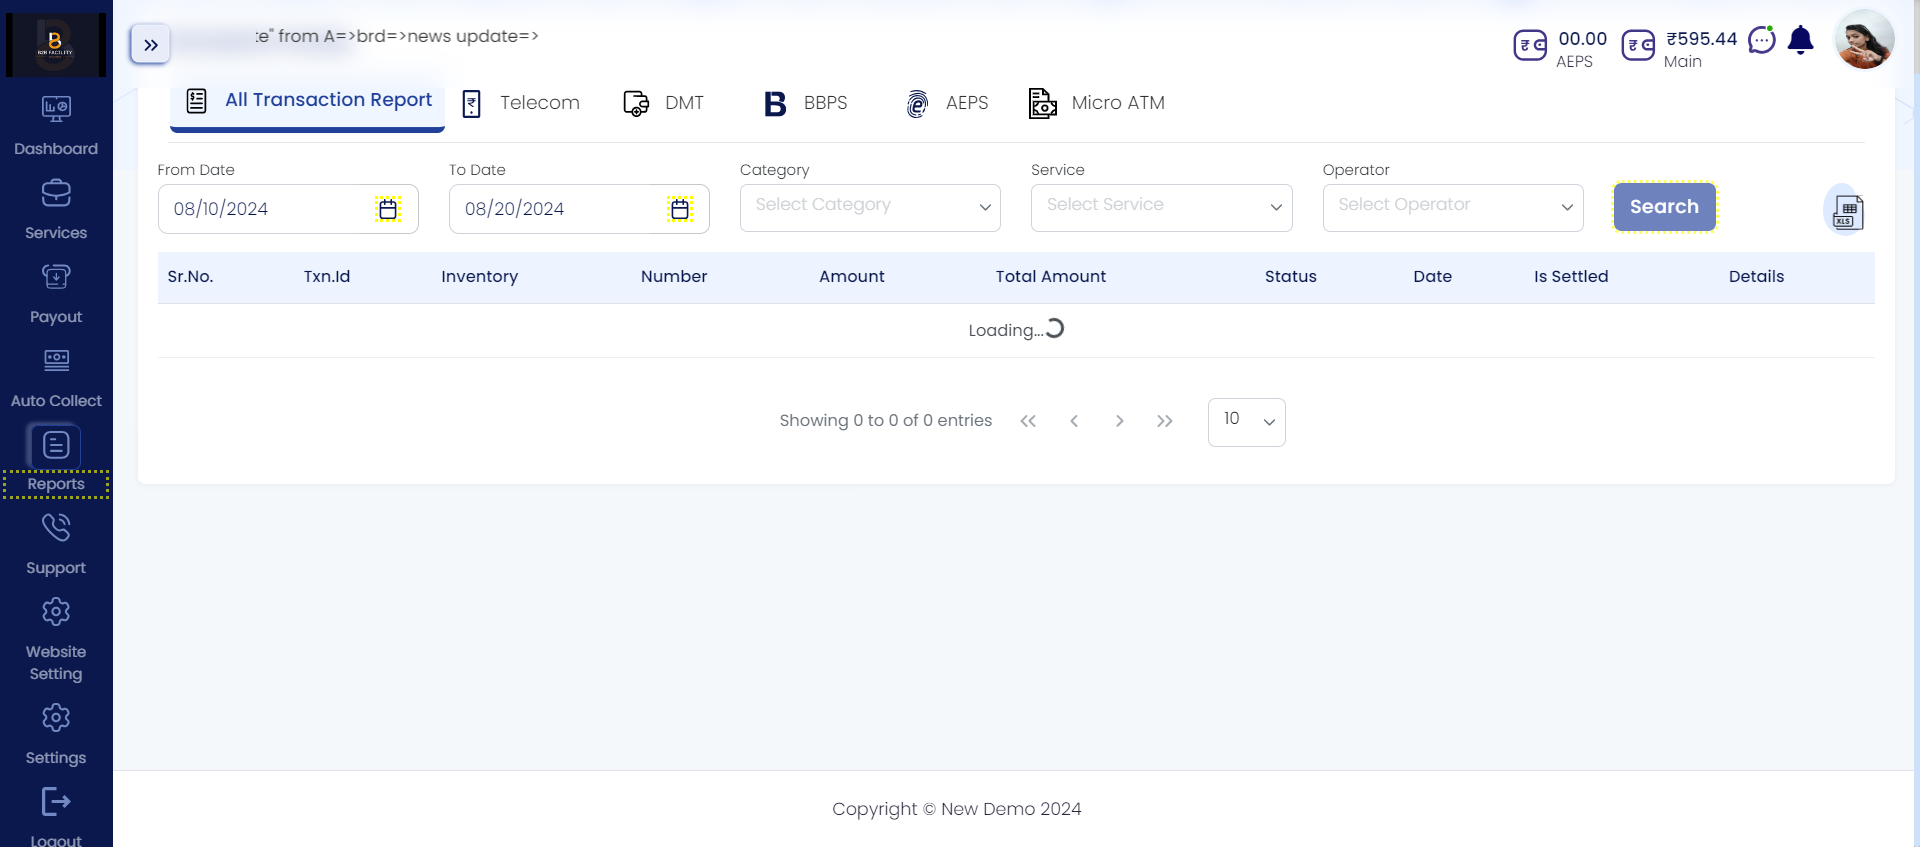 B2B FACILITY
te" from A=>brd=>news update=>
00.00
AEPS
₹595.44
Main
Dashboard
Services
Payout
Auto Collect
Reports
Support
Website
Setting
Settings
Logout
All Transaction Report
Telecom
DMT
B BBPS
AEPS
Micro ATM
From Date
To Date
Category
Service
Operator
08/10/2024
08/20/2024
Select Category
Select Service
Select Operator
Search
XLS
Sr.No. Txn.Id Inventory Number Amount Total Amount Status Date Is Settled Details
Loading...
Showing 0 to 0 of 0 entries
10
Copyright © New Demo 2024